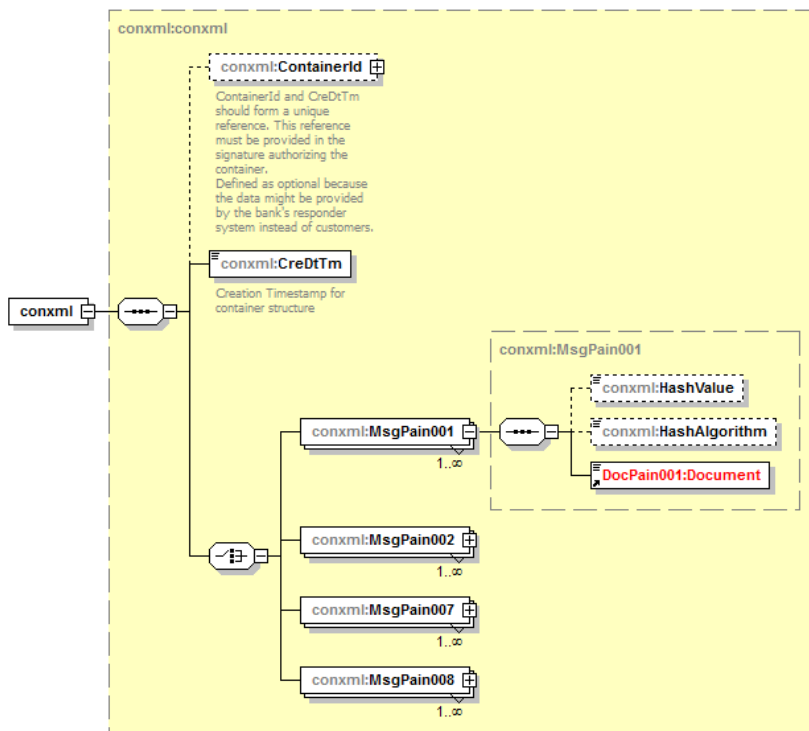 conxml:conxml
conxml:ContainerId
ContainerId and CreDtTm
should form a unique
reference. This reference
must be provided in the
signature authorizing the
container.
Defined as optional because
the data might be provided
by the bank's responder
system instead of customers.
conxml:CreDtTm
Creation Timestamp for
container structure
conxml
conxml:MsgPain001
conxml:HashValue
conxml:MsgPain001
1..∞
conxml:HashAlgorithm
DocPain001:Document
conxml:MsgPain002
1..∞
conxml:MsgPain007
1..∞
conxml:MsgPain008
1..∞